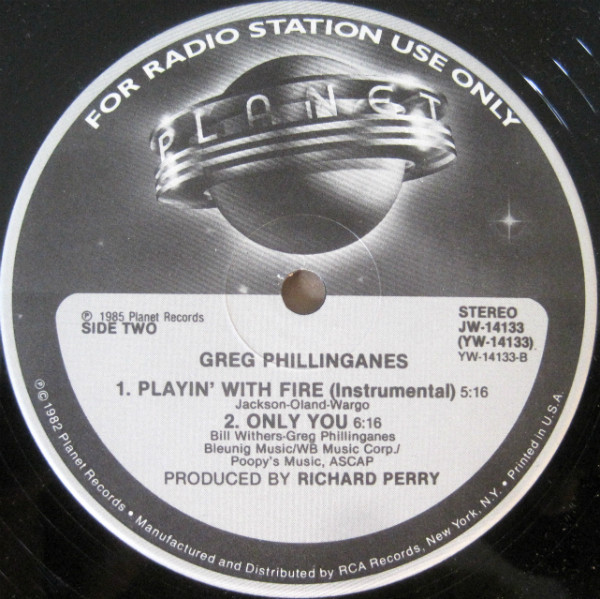 FOR RADIO STATION USE ONLY
PLANET
℗ 1985 Planet Records
SIDE TWO
STEREO
JW-14133
(YW-14133)
YW-14133-B
GREG PHILLINGANES
1. PLAYIN' WITH FIRE (Instrumental) 5:16
Jackson-Oland-Wargo
2. ONLY YOU 6:16
Bill Withers-Greg Phillinganes
Bleunig Music/WB Music Corp./
Poopy's Music, ASCAP
PRODUCED BY RICHARD PERRY
℗©1982 Planet Records • Manufactured and Distributed by RCA Records, New York, N.Y. • Printed in U.S.A.